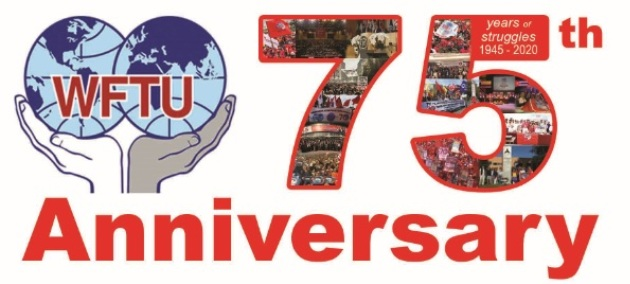 WFTU
75th
years of
struggles
1945 - 2020
Anniversary